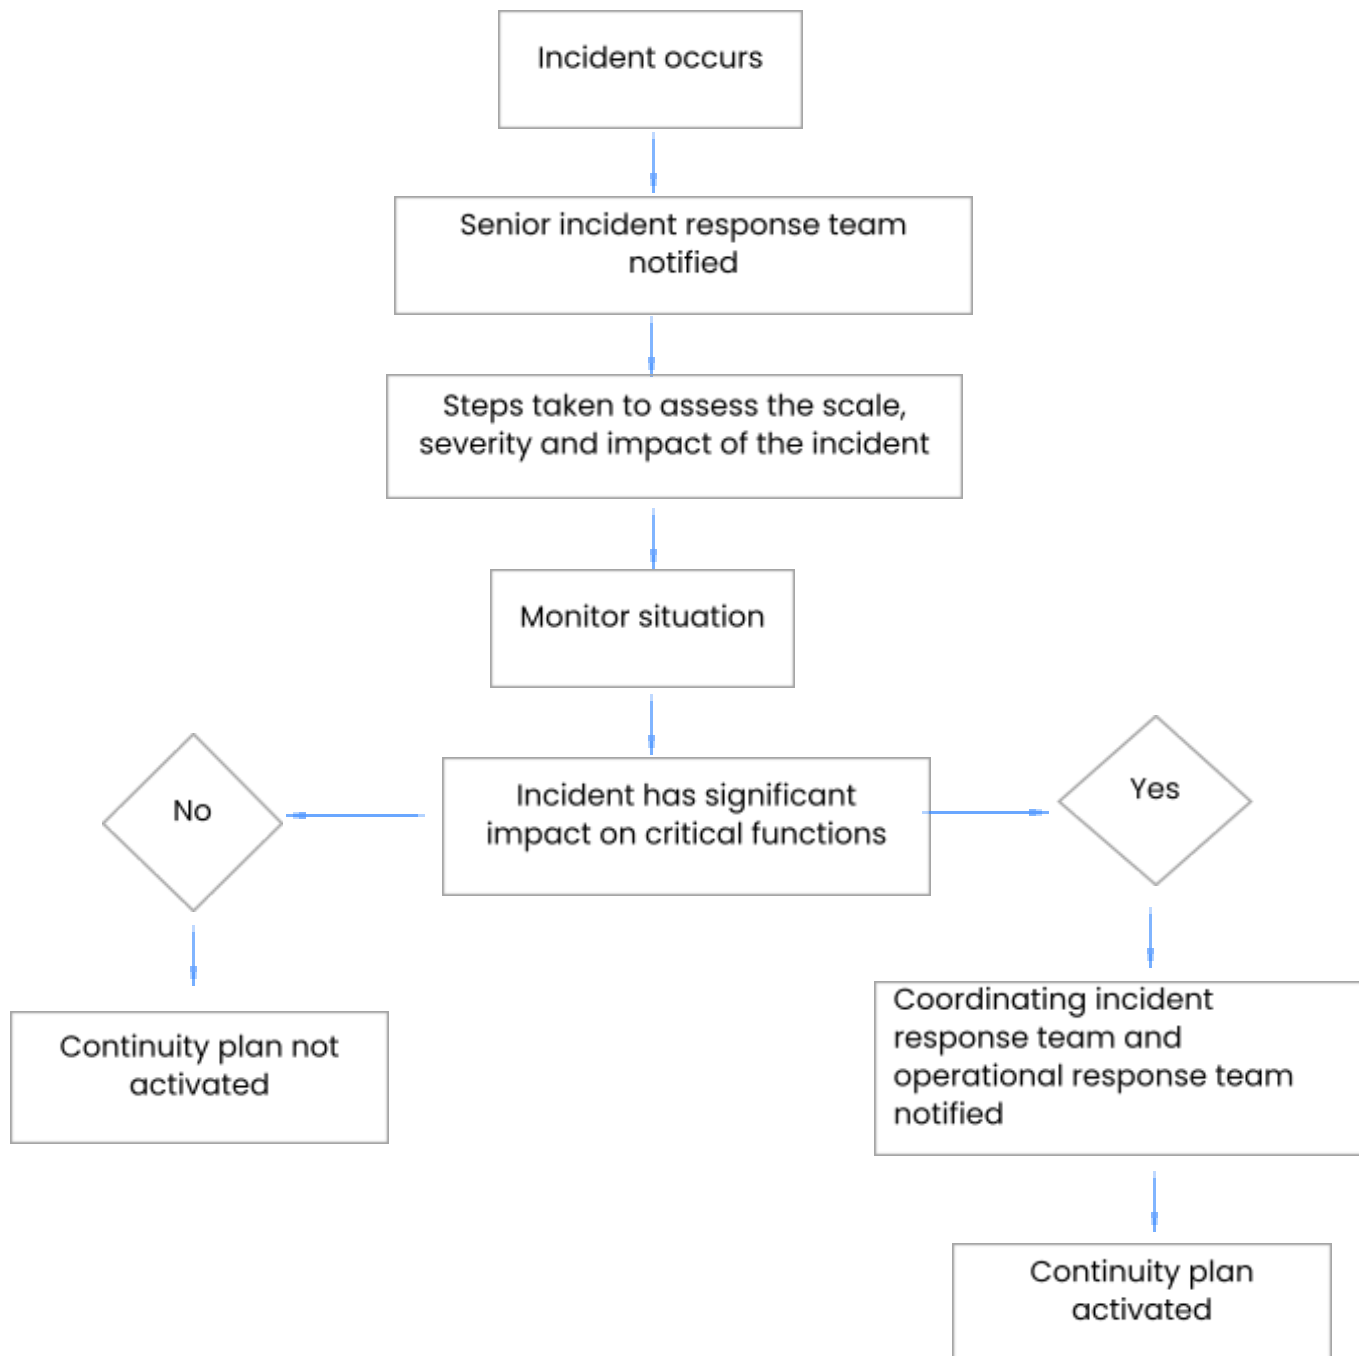 Incident occurs
Senior incident response team
notified
Steps taken to assess the scale,
severity and impact of the incident
Monitor situation
No
Incident has significant
impact on critical functions
Yes
Continuity plan not
activated
Coordinating incident
response team and
operational response team
notified
Continuity plan
activated